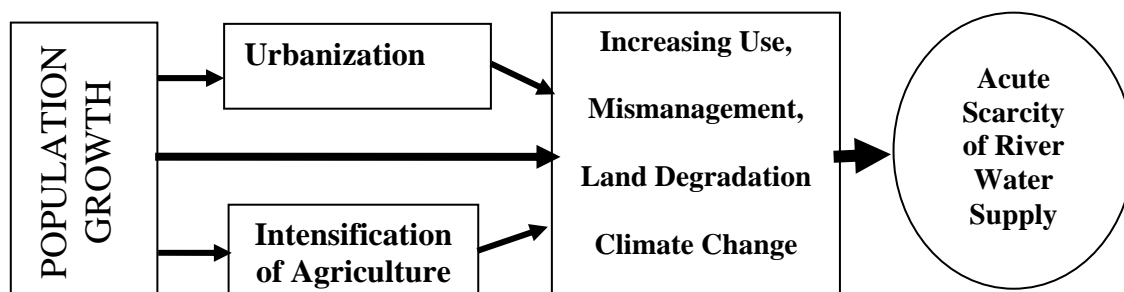 POPULATION
GROWTH
Urbanization
Intensification
of Agriculture
Increasing Use,
Mismanagement,
Land Degradation
Climate Change
Acute
Scarcity
of River
Water
Supply